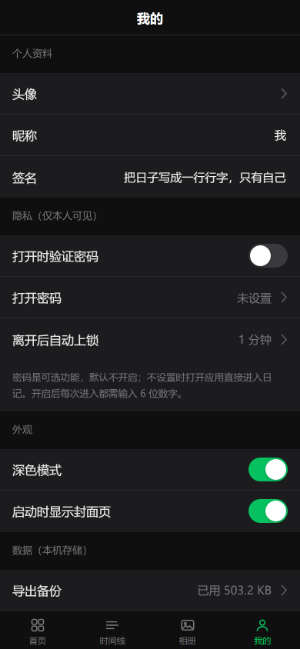 我的
个人资料
头像
昵称 我
签名 把日子写成一行行字，只有自己
隐私（仅本人可见）
打开时验证密码
打开密码 未设置
离开后自动上锁 1 分钟
密码是可选功能，默认不开启；不设置时打开应用直接进入日
记。开启后每次进入都需输入 6 位数字。
外观
深色模式
启动时显示封面页
数据（本机存储）
导出备份 已用 503.2 KB
首页 时间线 相册 我的